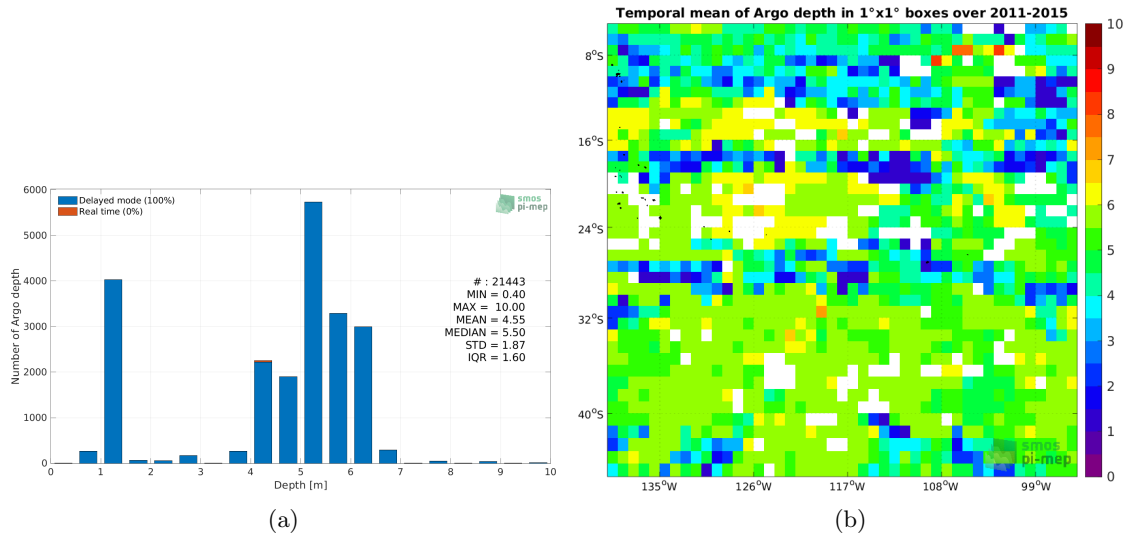 6000
5000
4000
3000
2000
1000
0
Number of Argo depth
Delayed mode (100%)
Real time (0%)
smos
pi-mep
# : 21443
MIN = 0.40
MAX = 10.00
MEAN = 4.55
MEDIAN = 5.50
STD = 1.87
IQR = 1.60
0 1 2 3 4 5 6 7 8 9 10
Depth [m]
(a)
Temporal mean of Argo depth in 1°x1° boxes over 2011-2015
8°S
16°S
24°S
32°S
40°S
135°W 126°W 117°W 108°W 99°W
smos
pi-mep
10
9
8
7
6
5
4
3
2
1
0
(b)